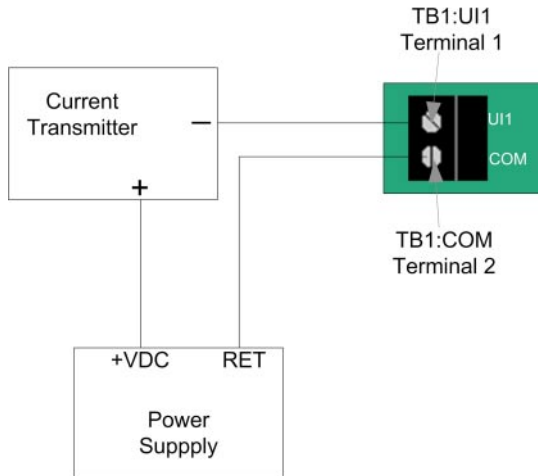 TB1:UI1
Terminal 1
Current
Transmitter
−
+
UI1
COM
TB1:COM
Terminal 2
+VDC
RET
Power
Suppply